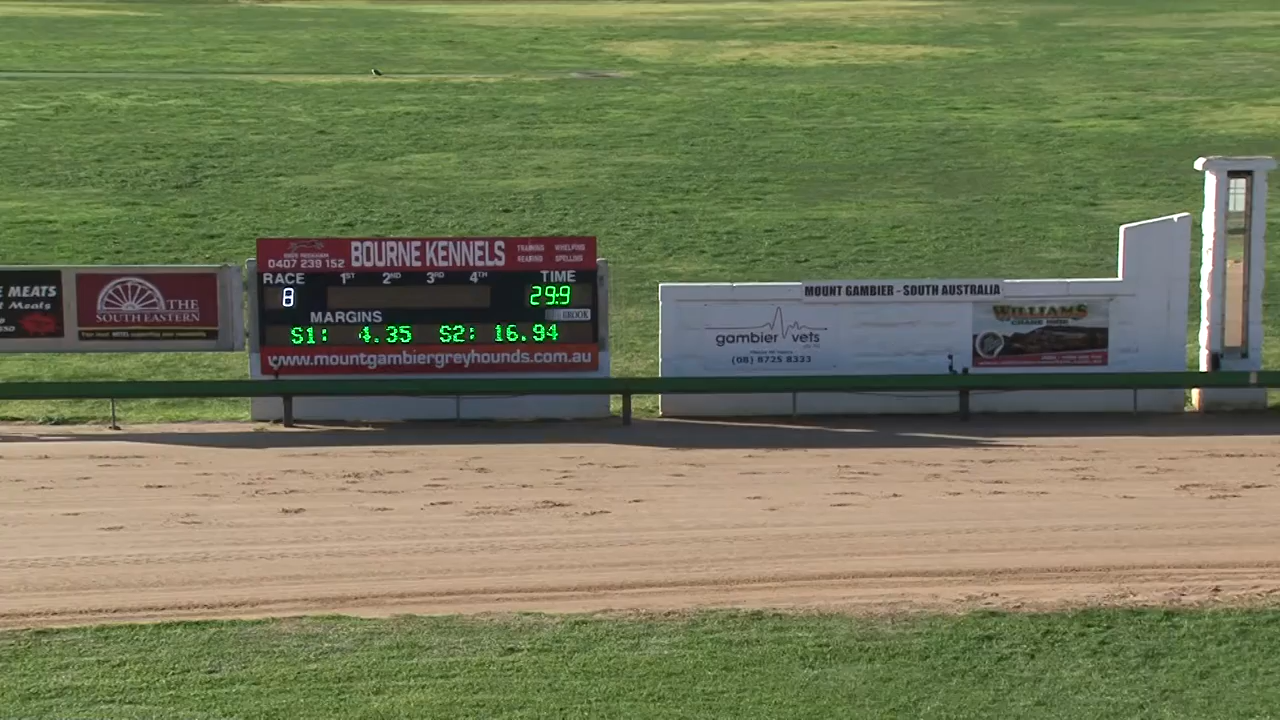 MEATS
Meats
THE
SOUTH EASTERN
0407 239 152
BOURNE KENNELS
TRAINING WHELPING
REARING SPELLING
RACE 1ST 2ND 3RD 4TH TIME
8 29.9
MARGINS
BROOK
S1: 4.35 S2: 16.94
www.mountgambiergreyhounds.com.au
MOUNT GAMBIER - SOUTH AUSTRALIA
gambier vets
(08) 8725 8333
WILLIAMS
CRANE HIRE